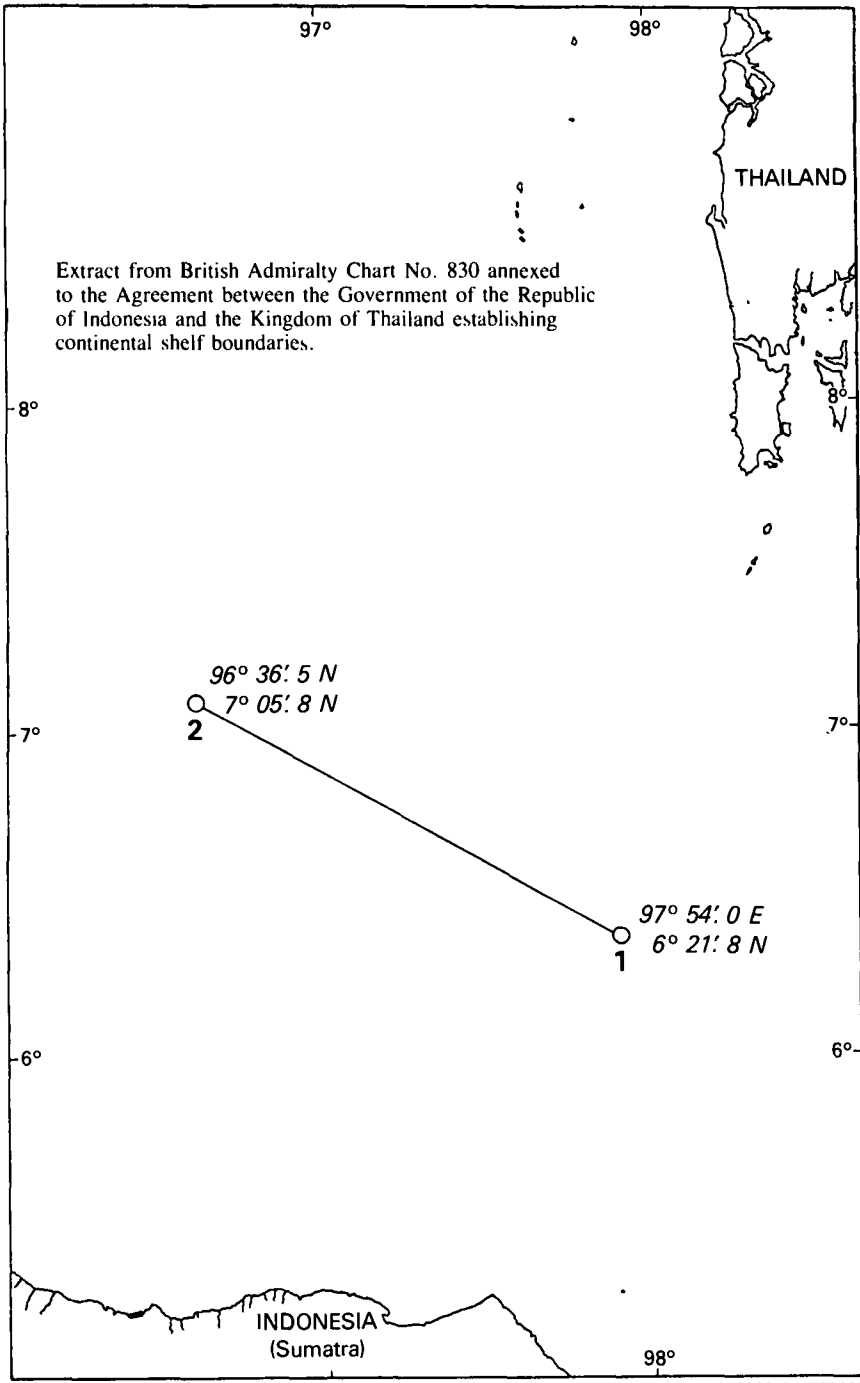 97° 98°
THAILAND
Extract from British Admiralty Chart No. 830 annexed
to the Agreement between the Government of the Republic
of Indonesia and the Kingdom of Thailand establishing
continental shelf boundaries.
8° 8°
96° 36'.5 N
7° 05'.8 N
2
7° 7°
97° 54'.0 E
6° 21'.8 N
1
6° 6°
INDONESIA
(Sumatra)
98°